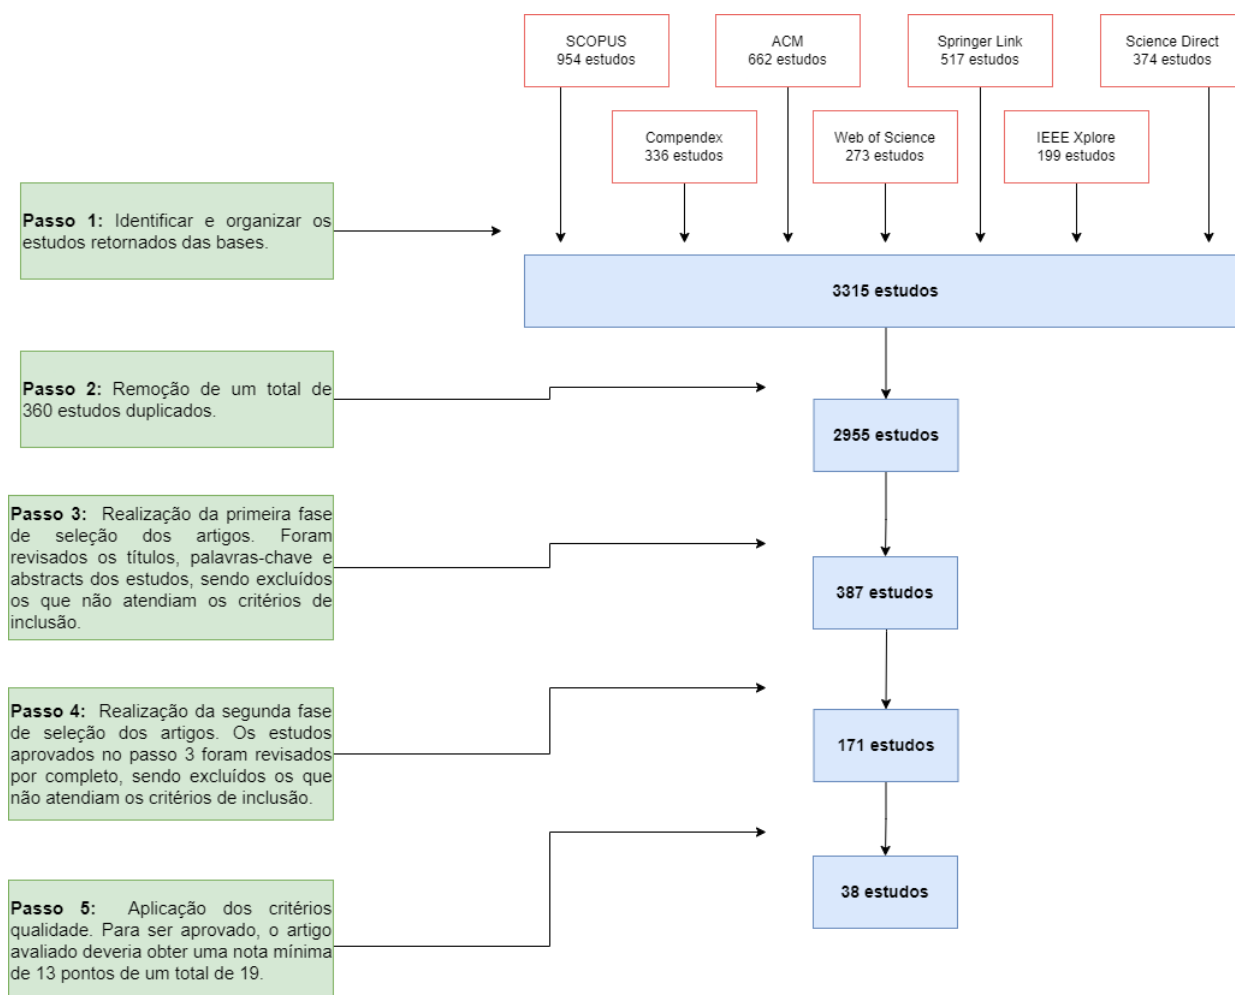 SCOPUS
954 estudos
ACM
662 estudos
Springer Link
517 estudos
Science Direct
374 estudos
Compendex
336 estudos
Web of Science
273 estudos
IEEE Xplore
199 estudos
Passo 1: Identificar e organizar os
estudos retornados das bases.
3315 estudos
Passo 2: Remoção de um total de
360 estudos duplicados.
2955 estudos
Passo 3: Realização da primeira fase
de seleção dos artigos. Foram
revisados os títulos, palavras-chave e
abstracts dos estudos, sendo excluídos
os que não atendiam os critérios de
inclusão.
387 estudos
Passo 4: Realização da segunda fase
de seleção dos artigos. Os estudos
aprovados no passo 3 foram revisados
por completo, sendo excluídos os que
não atendiam os critérios de inclusão.
171 estudos
38 estudos
Passo 5: Aplicação dos critérios
qualidade. Para ser aprovado, o artigo
avaliado deveria obter uma nota mínima
de 13 pontos de um total de 19.